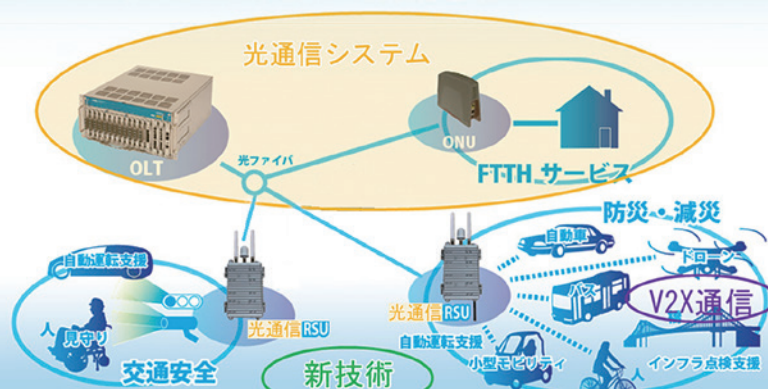 光通信システム
OLT
ONU
光ファイバ
FTTH サービス
防災・減災
自動運転支援
自動車
ドローン
バス
V2X通信
人 見守り
光通信RSU
光通信RSU
自動運転支援
小型モビリティ
人
インフラ点検支援
交通安全
新技術